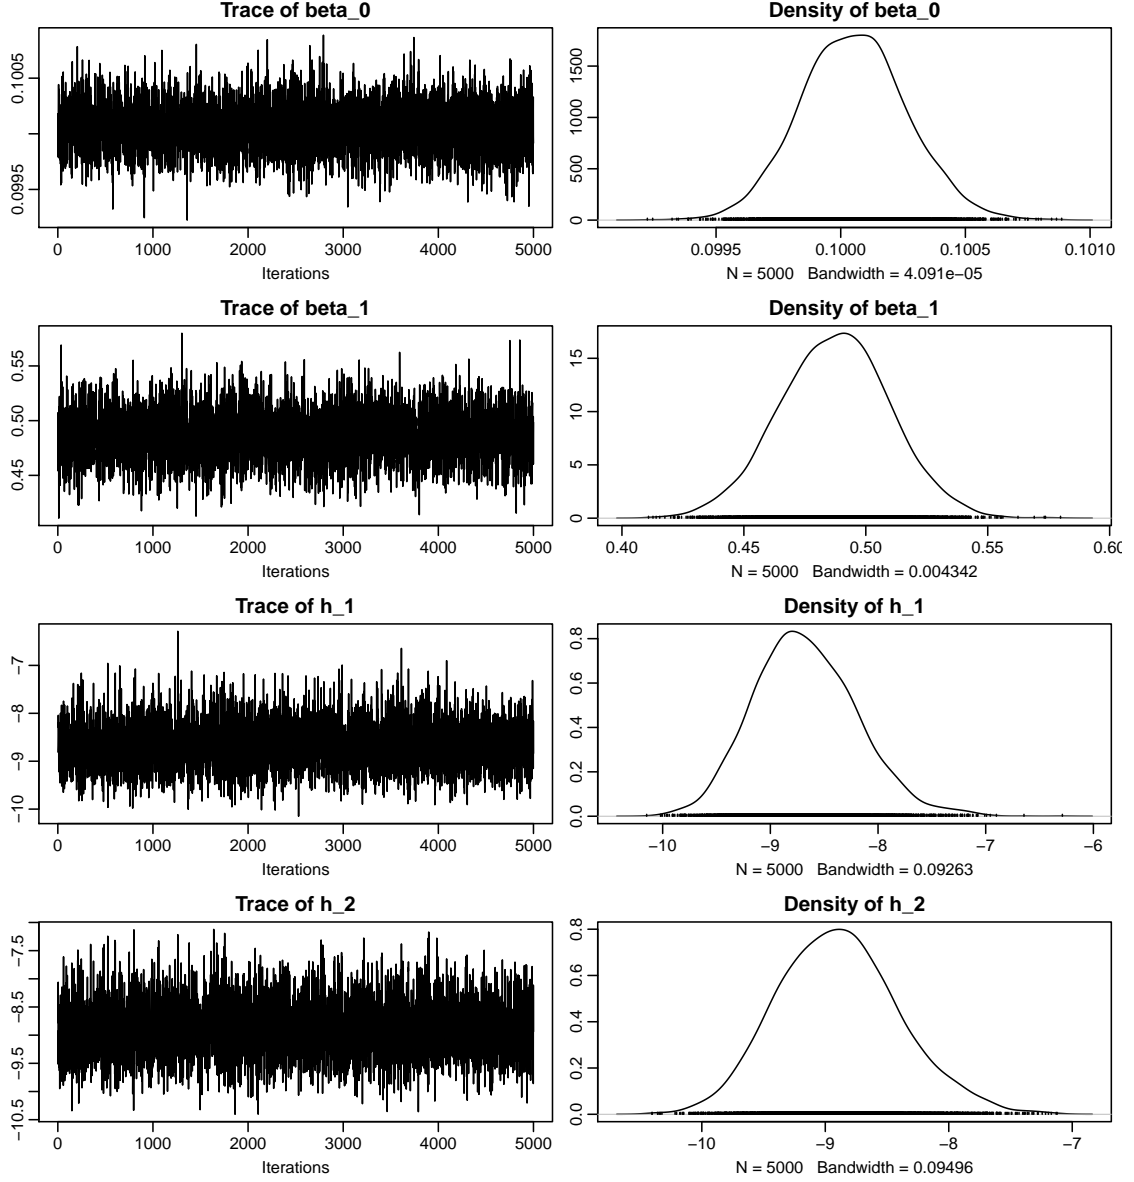 Trace of beta_0
0.0995 0.1005
0 1000 2000 3000 4000 5000
Iterations
Density of beta_0
0 500 1000 1500
0.0995 0.1000 0.1005 0.1010
N = 5000 Bandwidth = 4.091e−05
Trace of beta_1
0.45 0.50 0.55
0 1000 2000 3000 4000 5000
Iterations
Density of beta_1
0 5 10 15
0.40 0.45 0.50 0.55 0.60
N = 5000 Bandwidth = 0.004342
Trace of h_1
−10 −9 −8 −7
0 1000 2000 3000 4000 5000
Iterations
Density of h_1
0.0 0.2 0.4 0.6 0.8
−10 −9 −8 −7 −6
N = 5000 Bandwidth = 0.09263
Trace of h_2
−10.5 −9.5 −8.5 −7.5
0 1000 2000 3000 4000 5000
Iterations
Density of h_2
0.0 0.2 0.4 0.6 0.8
−10 −9 −8 −7
N = 5000 Bandwidth = 0.09496